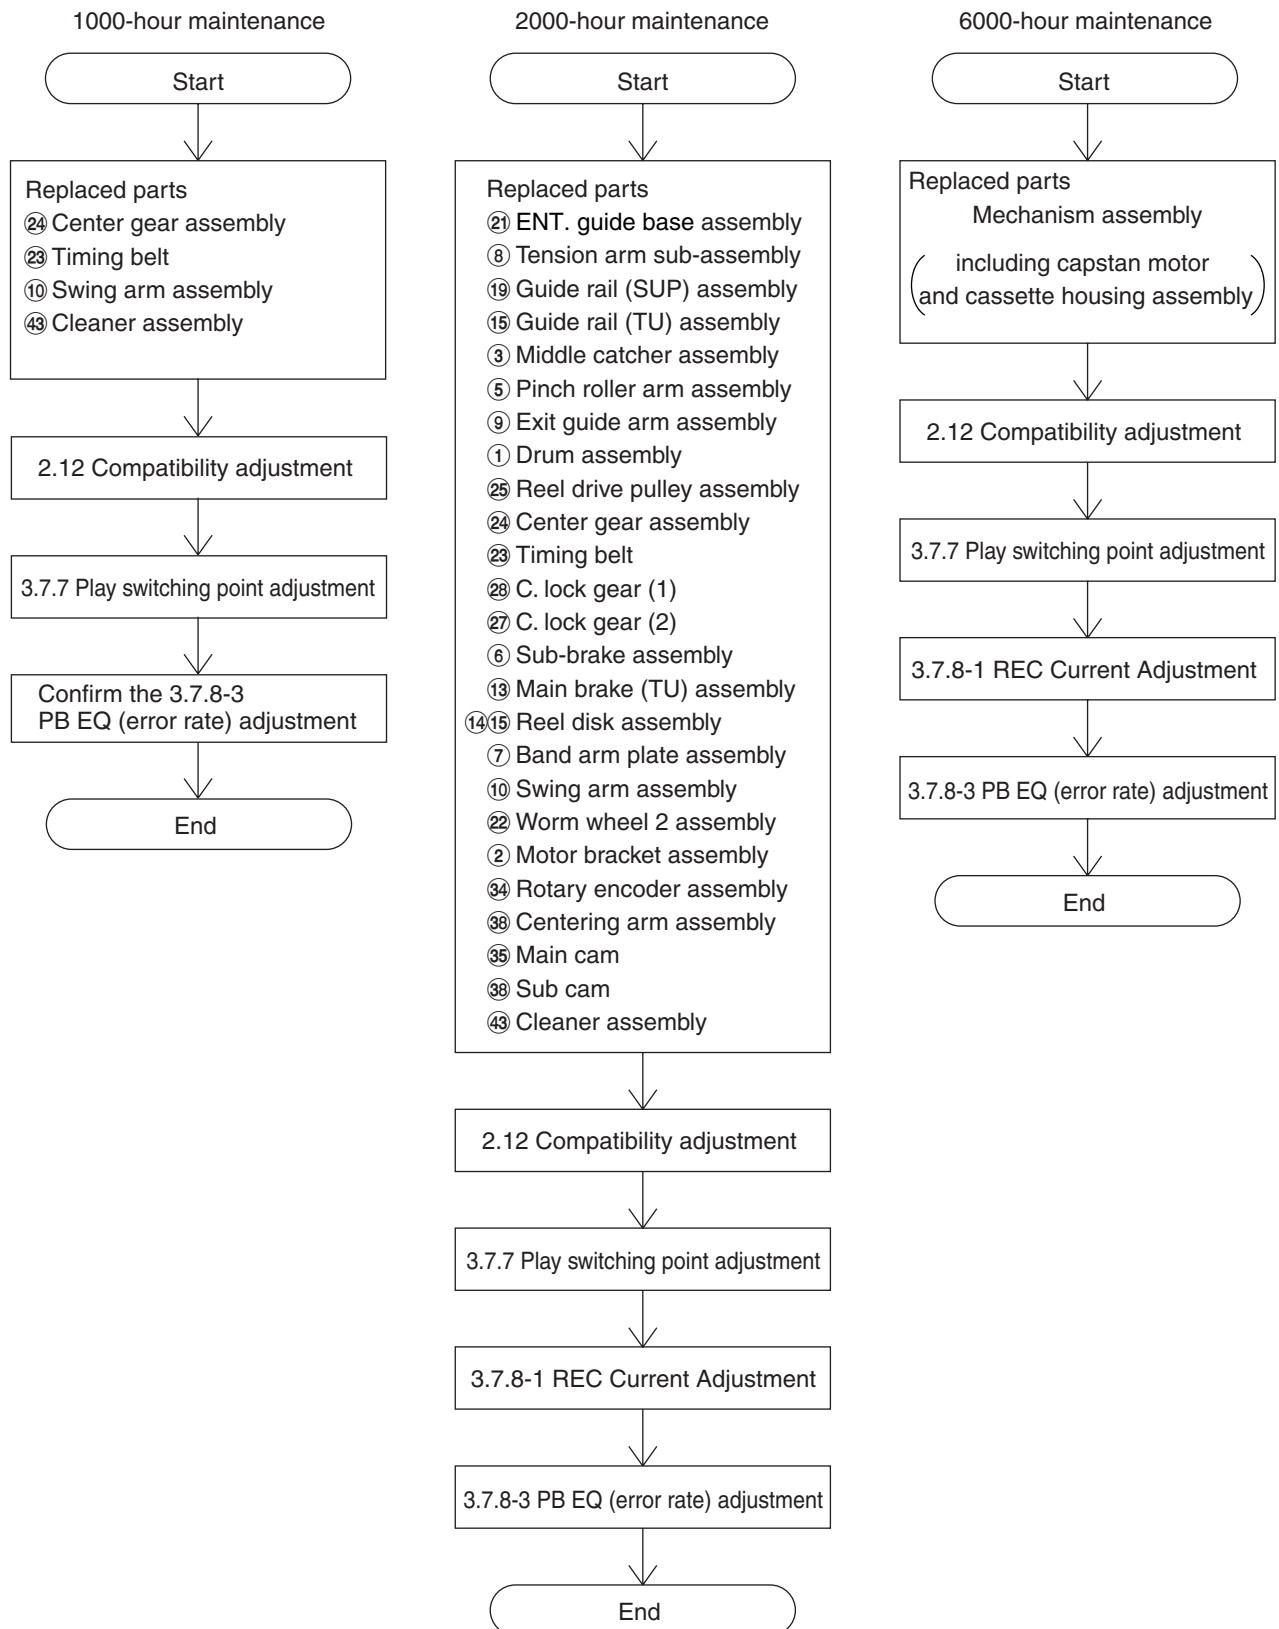 1000-hour maintenance
Start
Replaced parts
㉔ Center gear assembly
㉓ Timing belt
⑩ Swing arm assembly
㊸ Cleaner assembly
2.12 Compatibility adjustment
3.7.7 Play switching point adjustment
Confirm the 3.7.8-3
PB EQ (error rate) adjustment
End
2000-hour maintenance
Start
Replaced parts
㉑ ENT. guide base assembly
⑧ Tension arm sub-assembly
⑲ Guide rail (SUP) assembly
⑮ Guide rail (TU) assembly
③ Middle catcher assembly
⑤ Pinch roller arm assembly
⑨ Exit guide arm assembly
① Drum assembly
㉕ Reel drive pulley assembly
㉔ Center gear assembly
㉓ Timing belt
㉘ C. lock gear (1)
㉗ C. lock gear (2)
⑥ Sub-brake assembly
⑬ Main brake (TU) assembly
⑭⑮ Reel disk assembly
⑦ Band arm plate assembly
⑩ Swing arm assembly
㉒ Worm wheel 2 assembly
② Motor bracket assembly
㉞ Rotary encoder assembly
㊳ Centering arm assembly
㉟ Main cam
㊳ Sub cam
㊸ Cleaner assembly
2.12 Compatibility adjustment
3.7.7 Play switching point adjustment
3.7.8-1 REC Current Adjustment
3.7.8-3 PB EQ (error rate) adjustment
End
6000-hour maintenance
Start
Replaced parts
Mechanism assembly
(including capstan motor
and cassette housing assembly)
2.12 Compatibility adjustment
3.7.7 Play switching point adjustment
3.7.8-1 REC Current Adjustment
3.7.8-3 PB EQ (error rate) adjustment
End